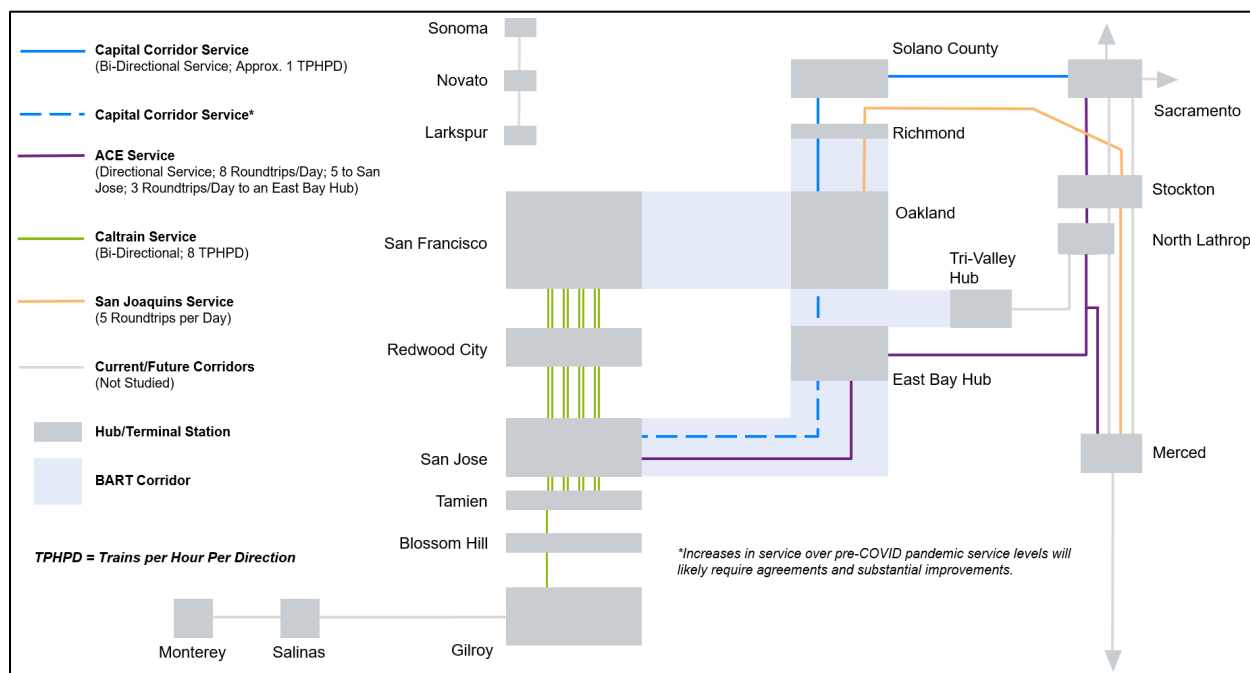 Capital Corridor Service
(Bi-Directional Service; Approx. 1 TPHPD)
Capital Corridor Service*
ACE Service
(Directional Service; 8 Roundtrips/Day; 5 to San
Jose; 3 Roundtrips/Day to an East Bay Hub)
Caltrain Service
(Bi-Directional; 8 TPHPD)
San Joaquins Service
(5 Roundtrips per Day)
Current/Future Corridors
(Not Studied)
Hub/Terminal Station
BART Corridor
TPHPD = Trains per Hour Per Direction
Sonoma
Novato
Larkspur
San Francisco
Redwood City
San Jose
Tamien
Blossom Hill
Gilroy
Salinas
Monterey
Solano County
Sacramento
Richmond
Oakland
Stockton
North Lathrop
Tri-Valley
Hub
East Bay Hub
Merced
*Increases in service over pre-COVID pandemic service levels will
likely require agreements and substantial improvements.